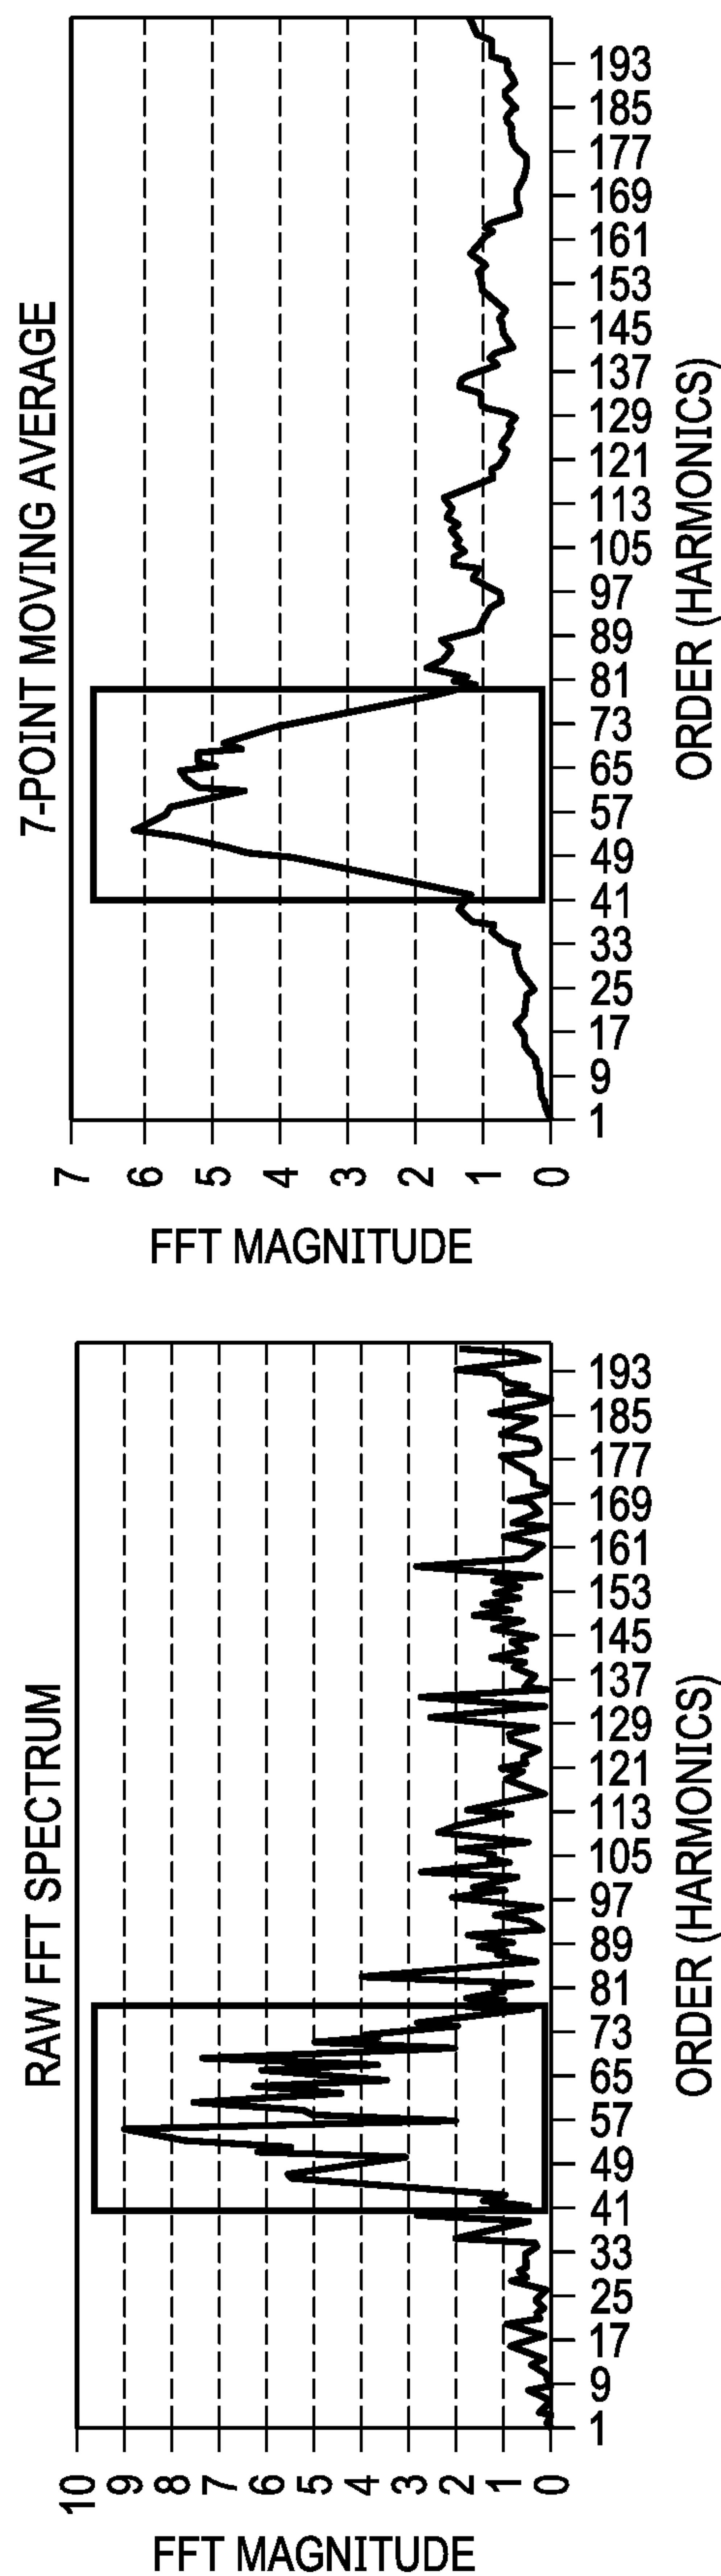 RAW FFT SPECTRUM
FFT MAGNITUDE
10
9
8
7
6
5
4
3
2
1
0
1 9 17 25 33 41 49 57 65 73 81 89 97 105 113 121 129 137 145 153 161 169 177 185 193
ORDER (HARMONICS)
7-POINT MOVING AVERAGE
FFT MAGNITUDE
7
6
5
4
3
2
1
0
1 9 17 25 33 41 49 57 65 73 81 89 97 105 113 121 129 137 145 153 161 169 177 185 193
ORDER (HARMONICS)